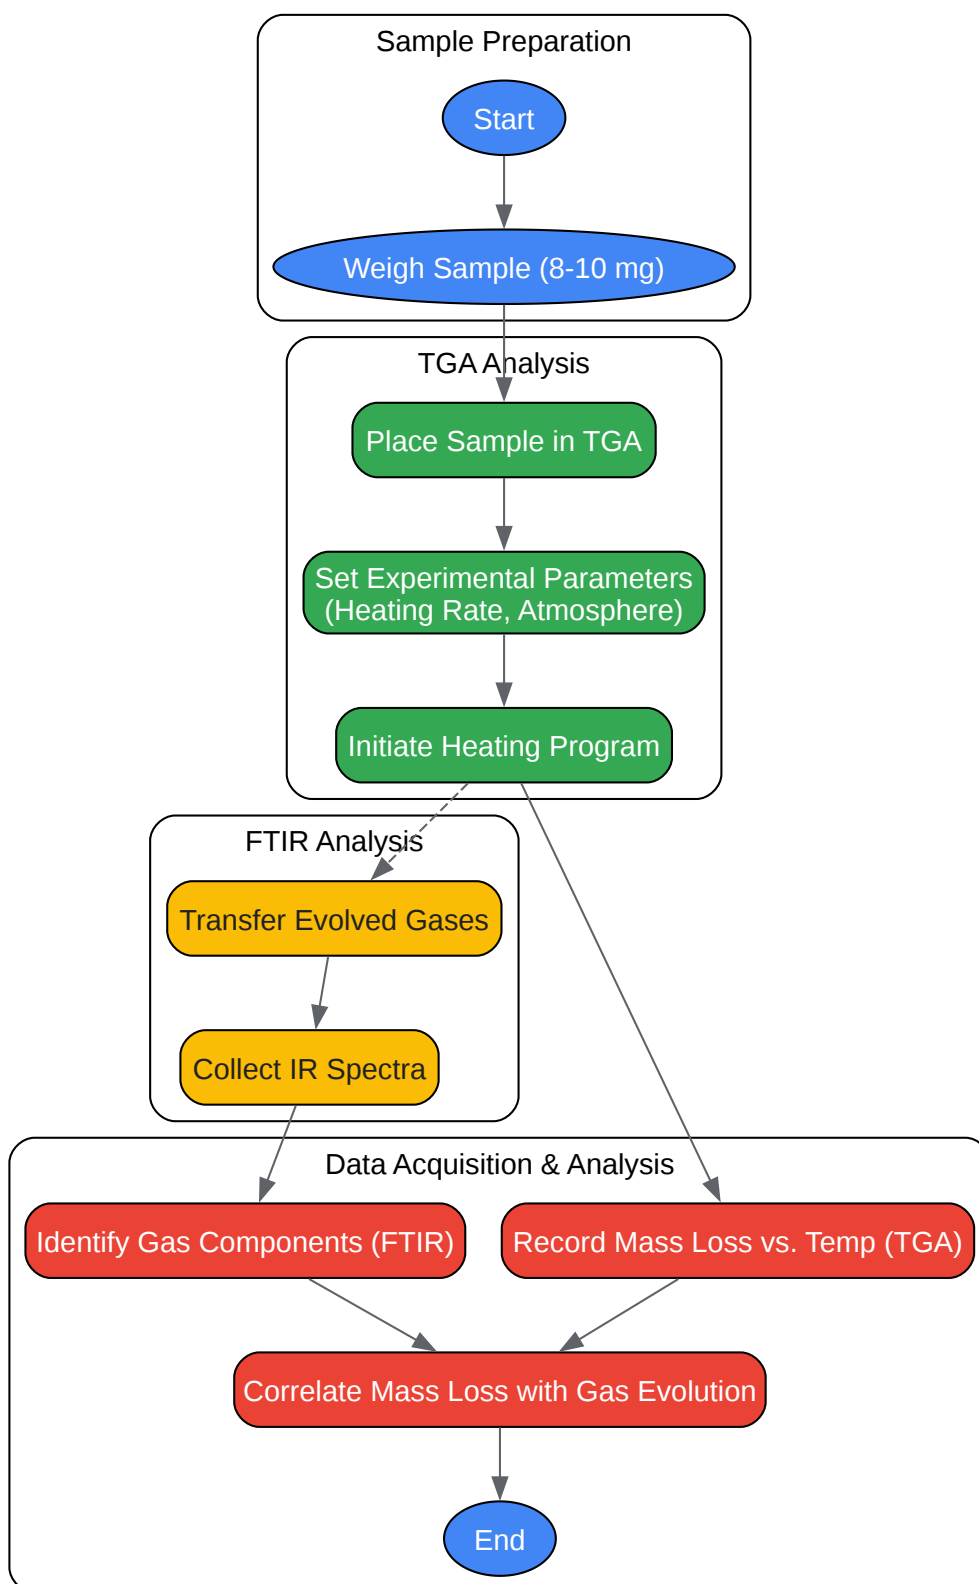 Sample Preparation
Start
Weigh Sample (8-10 mg)
TGA Analysis
Place Sample in TGA
Set Experimental Parameters
(Heating Rate, Atmosphere)
Initiate Heating Program
FTIR Analysis
Transfer Evolved Gases
Collect IR Spectra
Data Acquisition & Analysis
Identify Gas Components (FTIR)
Record Mass Loss vs. Temp (TGA)
Correlate Mass Loss with Gas Evolution
End